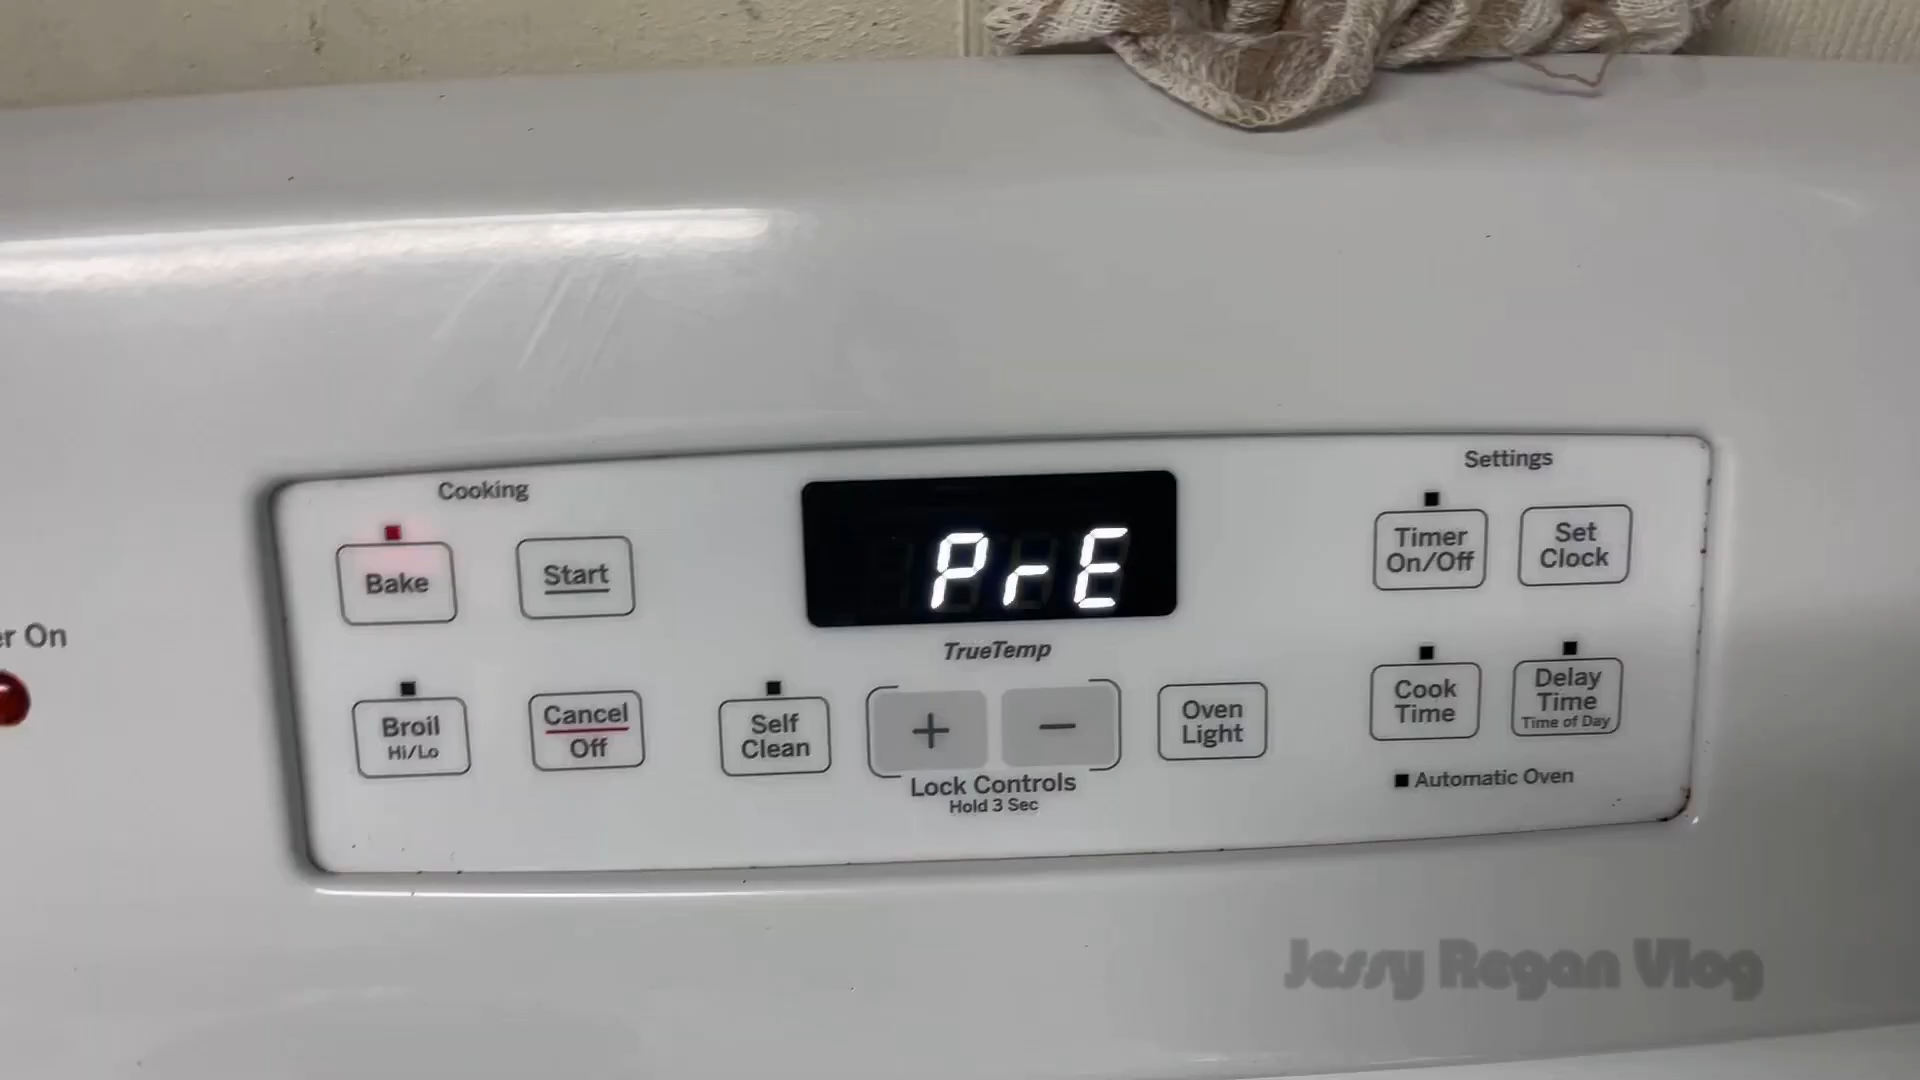 Cooking
Bake
Start
Broil
Hi/Lo
Cancel
Off
Self
Clean
PrE
TrueTemp
+ -
Lock Controls
Hold 3 Sec
Oven
Light
Settings
Timer
On/Off
Set
Clock
Cook
Time
Delay
Time
Time of Day
Automatic Oven
er On
Jessy Regan Vlog